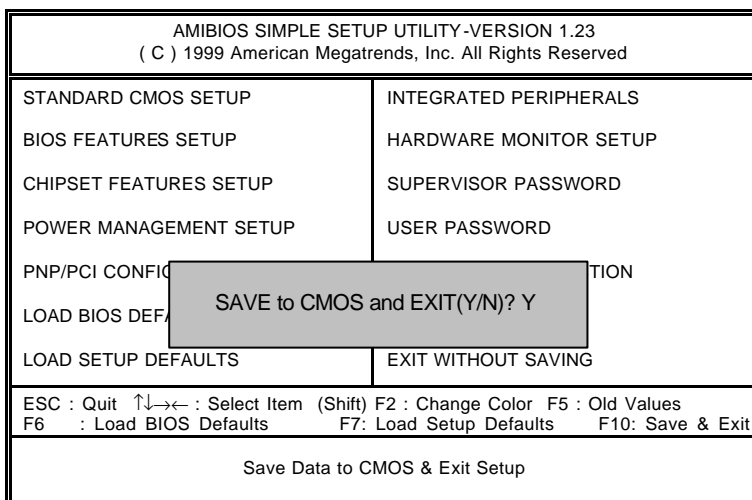 AMIBIOS SIMPLE SETUP UTILITY-VERSION 1.23
( C ) 1999 American Megatrends, Inc. All Rights Reserved
STANDARD CMOS SETUP
BIOS FEATURES SETUP
CHIPSET FEATURES SETUP
POWER MANAGEMENT SETUP
PNP/PCI
LOAD BIOS
LOAD SETUP DEFAULTS
INTEGRATED PERIPHERALS
HARDWARE MONITOR SETUP
SUPERVISOR PASSWORD
USER PASSWORD
EXIT WITHOUT SAVING
SAVE to CMOS and EXIT(Y/N)? Y
ESC : Quit ↑↓→← : Select Item (Shift) F2 : Change Color F5 : Old Values
F6 : Load BIOS Defaults F7: Load Setup Defaults F10: Save & Exit
Save Data to CMOS & Exit Setup